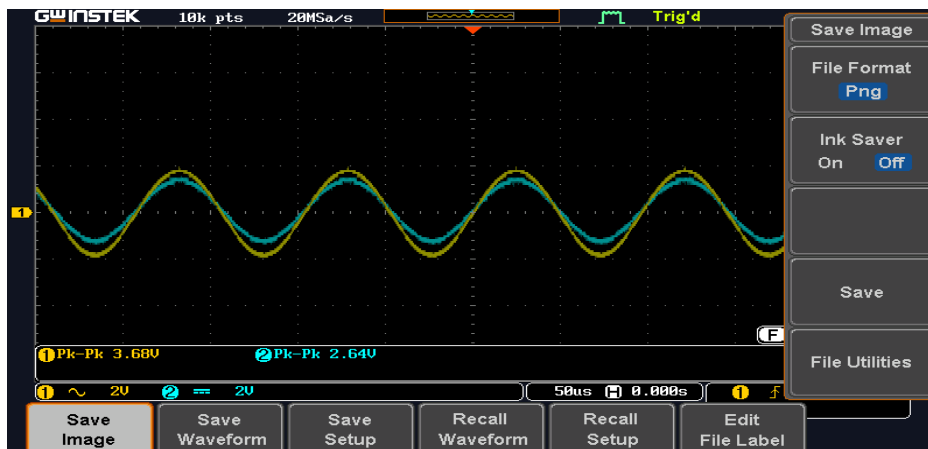 GWINSTEK 10k pts 20MSa/s Trig'd
Save Image
File Format
Png
Ink Saver
On Off
1
Save
F
1 Pk-Pk 3.68V 2 Pk-Pk 2.64V
File Utilities
1 2V 2 2V 50us H 0.000s 1
Save Image
Save Waveform
Save Setup
Recall Waveform
Recall Setup
Edit File Label